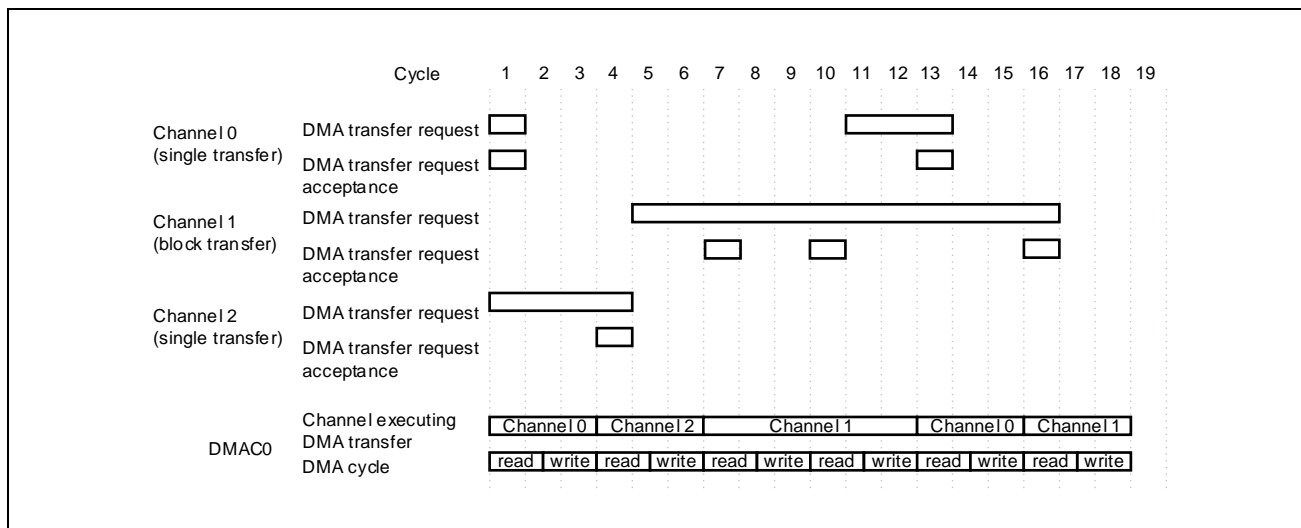 Cycle 1 2 3 4 5 6 7 8 9 10 11 12 13 14 15 16 17 18 19
Channel 0
(single transfer)
DMA transfer request
DMA transfer request
acceptance
Channel 1
(block transfer)
DMA transfer request
DMA transfer request
acceptance
Channel 2
(single transfer)
DMA transfer request
DMA transfer request
acceptance
DMAC0
Channel executing
DMA transfer
Channel 0 Channel 2 Channel 1 Channel 0 Channel 1
DMA cycle
read write read write read write read write read write read write